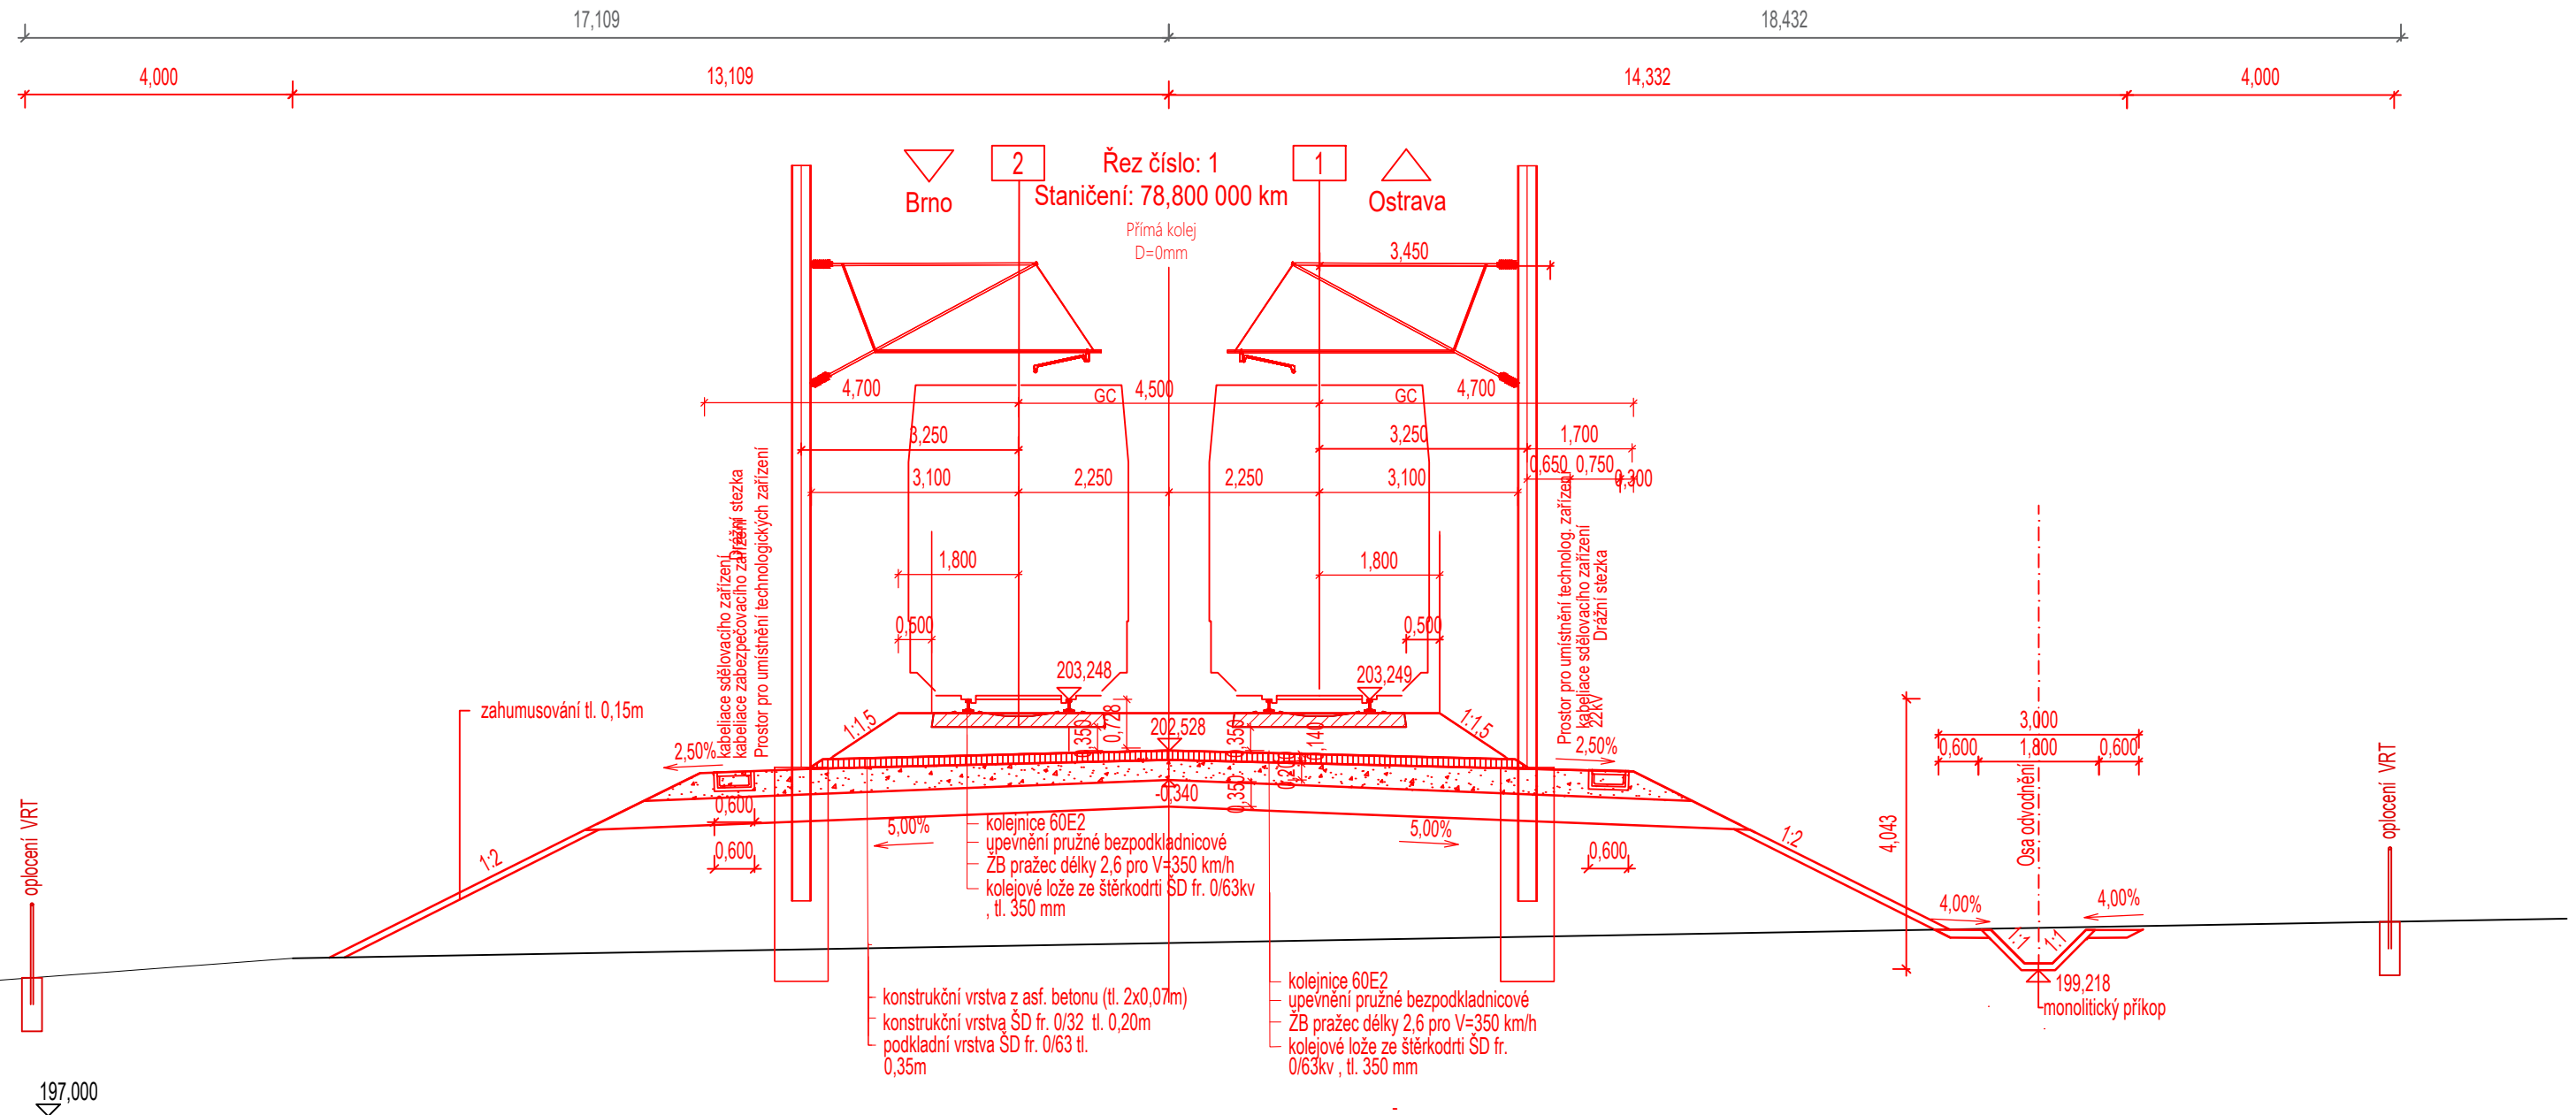 17,109
18,432
4,000
13,109
14,332
4,000
2
Řez číslo: 1
1
Staničení: 78,800 000 km
Brno
Ostrava
Přímá kolej
D=0mm
3,450
4,700
GC
4,500
GC
4,700
3,250
3,250
1,700
0,650
0,750
0,300
3,100
2,250
2,250
3,100
kabeliace sdělovacího zařízení
kabeliace zabezpečovacího zařízení
Drážní stezka
Prostor pro umístnění technologických zařízení
Prostor pro umístnění technolog. zařízení
kabeliace sdělovacího zařízení
22kV
Drážní stezka
1,800
1,800
0,500
0,500
203,248
203,249
zahumusování tl. 0,15m
1:1,5
0,350
0,728
202,528
0,350
1:1,5
2,50%
2,50%
3,000
0,600
1,800
0,600
Osa odvodnění
0,600
-0,340
0,350
5,00%
5,00%
0,600
0,600
1:2
1:2
4,043
oplocení VRT
oplocení VRT
kolejnice 60E2
upevnění pružné bezpodkladnicové
ŽB pražec délky 2,6 pro V=350 km/h
kolejové lože ze štěrkodrti ŠD fr. 0/63kv
, tl. 350 mm
4,00%
4,00%
1:1
1:1
199,218
monolitický příkop
konstrukční vrstva z asf. betonu (tl. 2x0,07m)
konstrukční vrstva ŠD fr. 0/32 tl. 0,20m
podkladní vrstva ŠD fr. 0/63 tl.
0,35m
kolejnice 60E2
upevnění pružné bezpodkladnicové
ŽB pražec délky 2,6 pro V=350 km/h
kolejové lože ze štěrkodrti ŠD fr.
0/63kv , tl. 350 mm
197,000